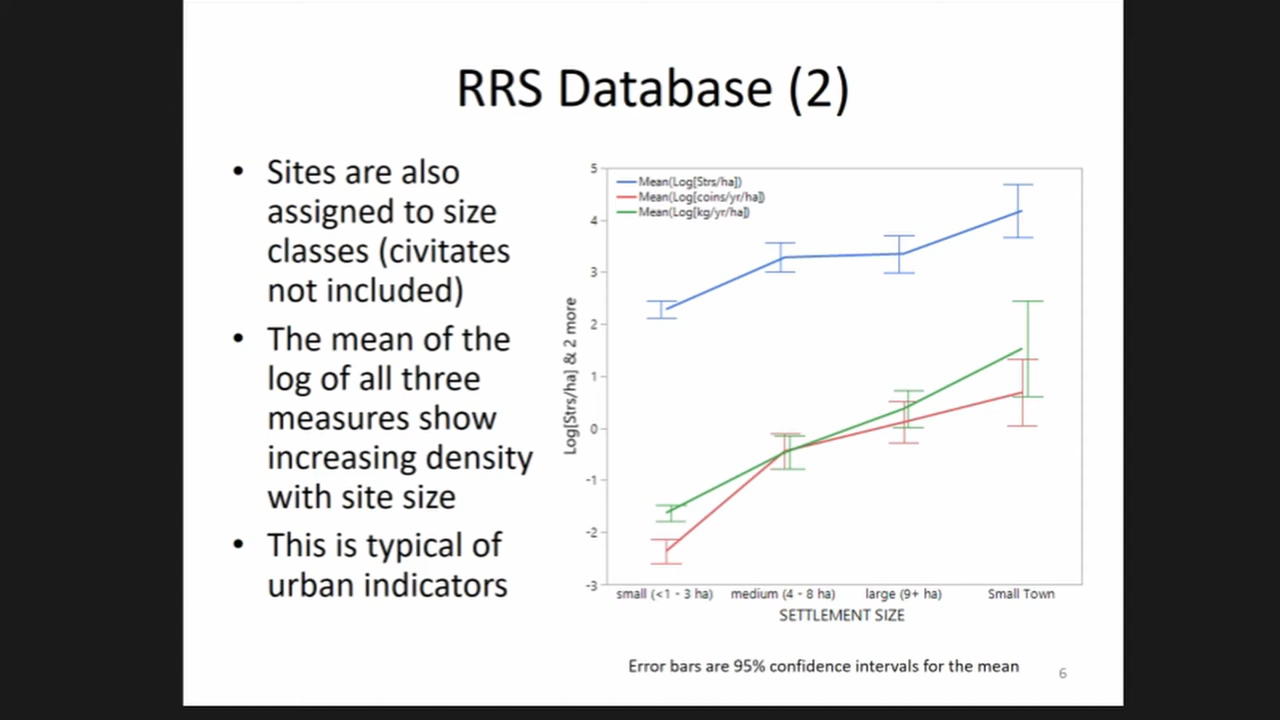 RRS Database (2)
• Sites are also
assigned to size
classes (civitates
not included)
• The mean of the
log of all three
measures show
increasing density
with site size
• This is typical of
urban indicators
Mean(Log[Strs/ha])
Mean(Log[coins/yr/ha])
Mean(Log[kg/yr/ha])
Log[Strs/ha] & 2 more
5
4
3
2
1
0
-1
-2
-3
small (<1 - 3 ha) medium (4 - 8 ha) large (9+ ha) Small Town
SETTLEMENT SIZE
Error bars are 95% confidence intervals for the mean
6